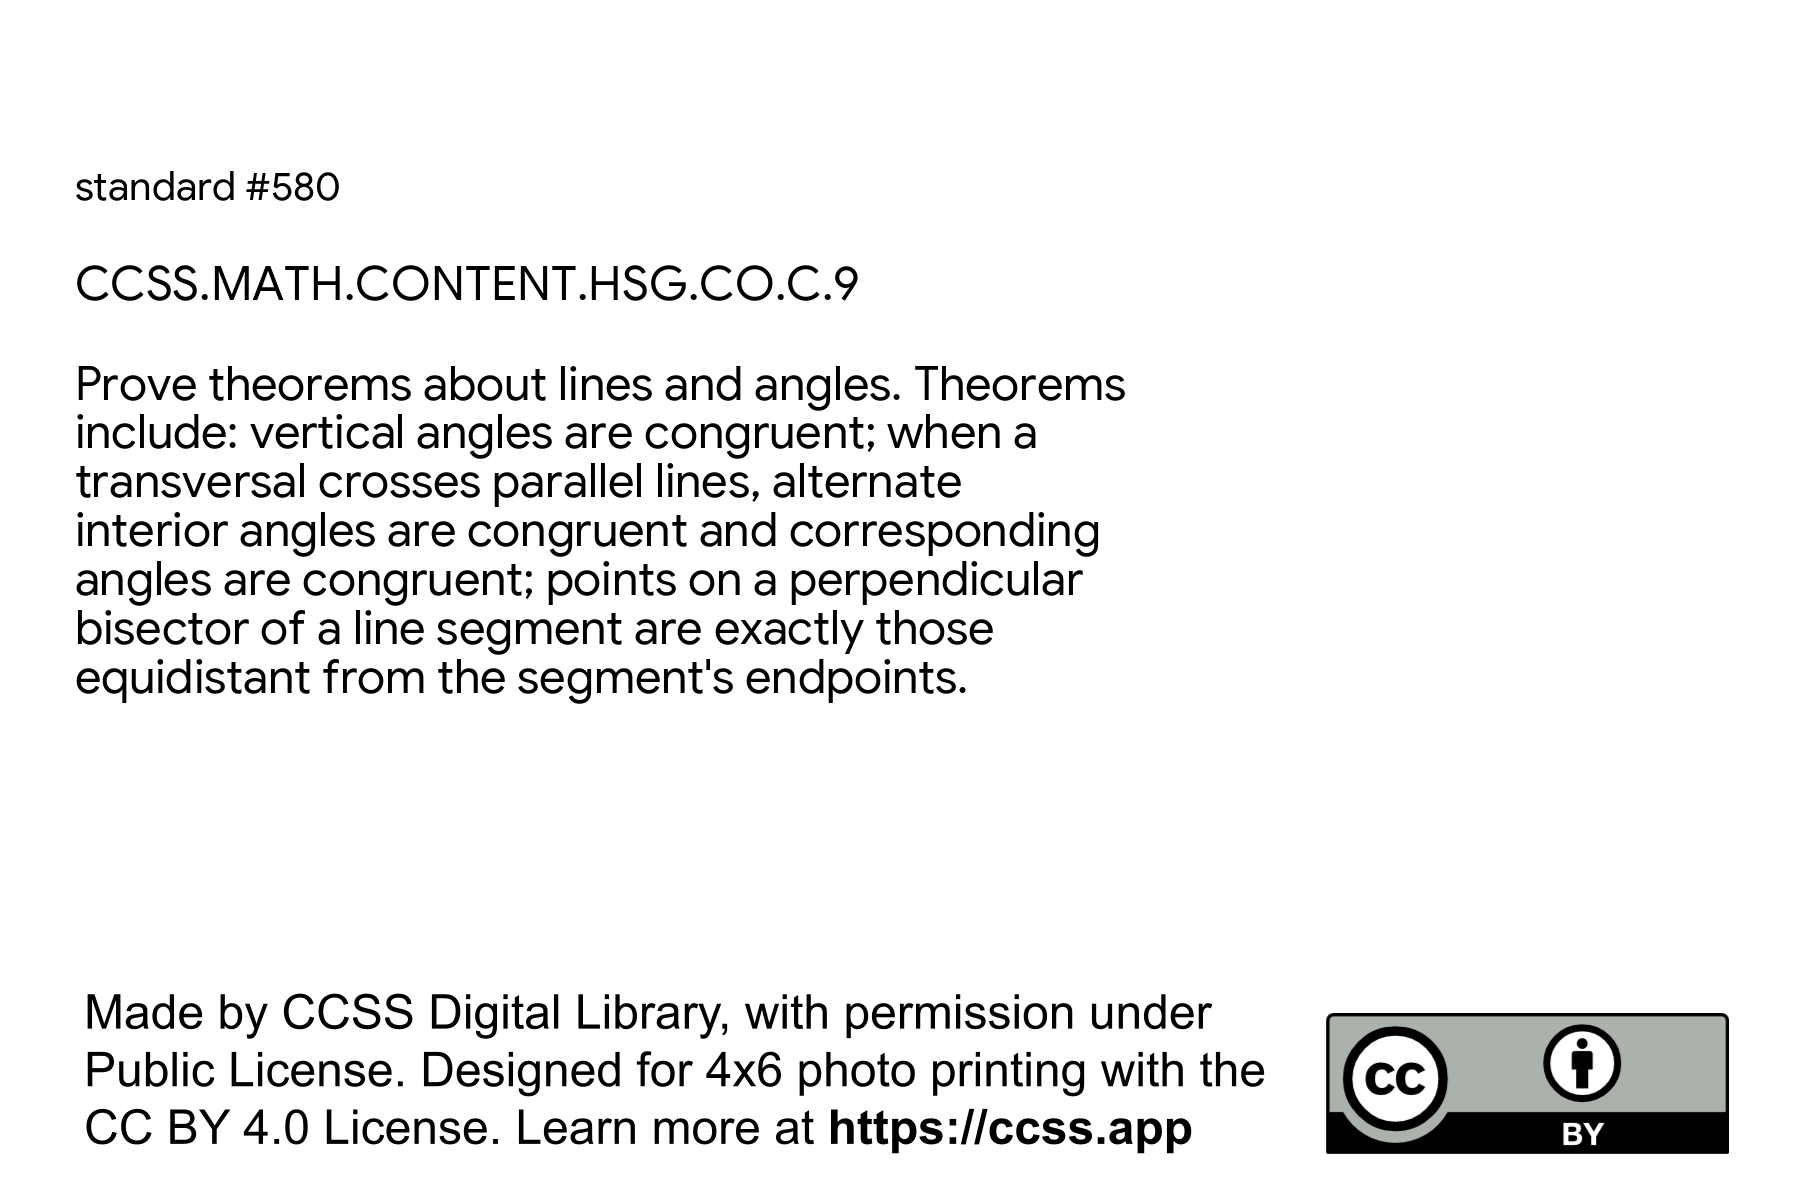 standard #580
CCSS.MATH.CONTENT.HSG.CO.C.9
Prove theorems about lines and angles. Theorems
include: vertical angles are congruent; when a
transversal crosses parallel lines, alternate
interior angles are congruent and corresponding
angles are congruent; points on a perpendicular
bisector of a line segment are exactly those
equidistant from the segment's endpoints.
Made by CCSS Digital Library, with permission under
Public License. Designed for 4x6 photo printing with the
CC BY 4.0 License. Learn more at https://ccss.app
CC
BY